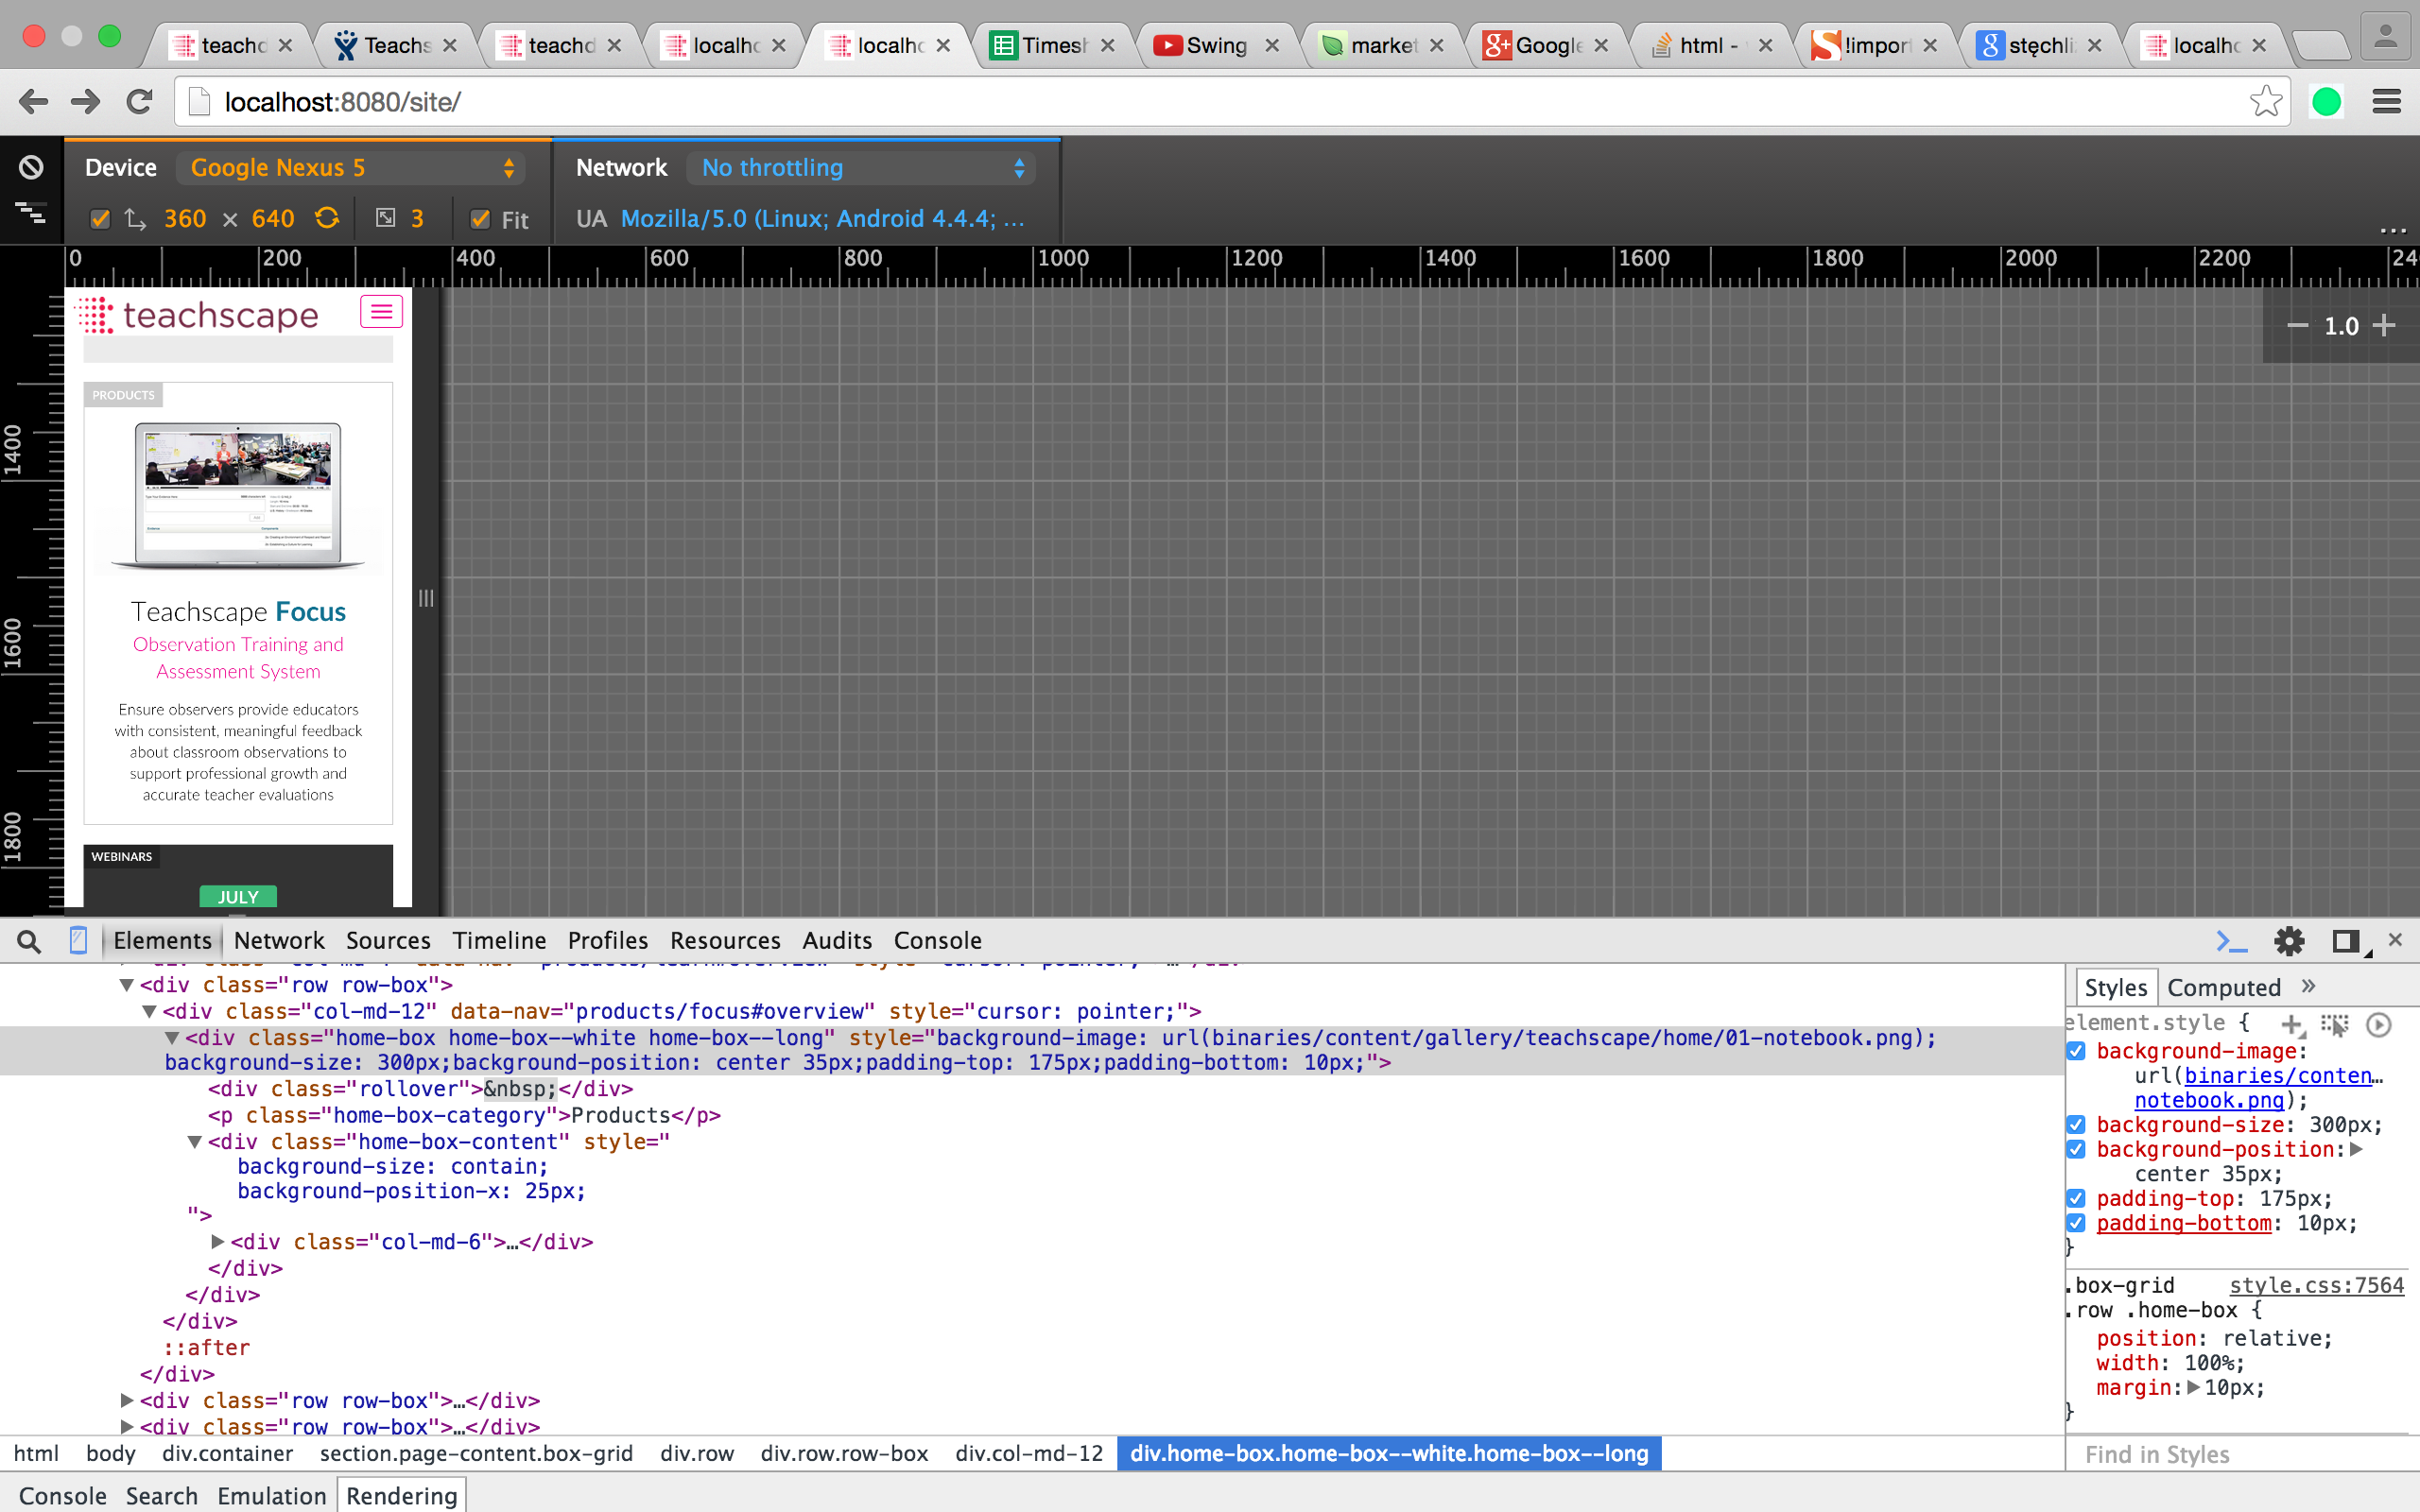 teachd Teachs teachd localho localho Timesh Swing market Google html - !import stęchli localho
localhost:8080/site/
Device Google Nexus 5 Network No throttling
360 × 640 3 Fit UA Mozilla/5.0 (Linux; Android 4.4.4; ...
...
0 200 400 600 800 1000 1200 1400 1600 1800 2000 2200 24
1400
1600
1800
1.0
teachscape
PRODUCTS
Teachscape Focus
Observation Training and
Assessment System
Ensure observers provide educators
with consistent, meaningful feedback
about classroom observations to
support professional growth and
accurate teacher evaluations
WEBINARS
JULY
Elements Network Sources Timeline Profiles Resources Audits Console
<div class="row row-box">
<div class="col-md-12" data-nav="products/focus#overview" style="cursor: pointer;">
<div class="home-box home-box--white home-box--long" style="background-image: url(binaries/content/gallery/teachscape/home/01-notebook.png);
background-size: 300px;background-position: center 35px;padding-top: 175px;padding-bottom: 10px;">
<div class="rollover">&nbsp;</div>
<p class="home-box-category">Products</p>
<div class="home-box-content" style="
background-size: contain;
background-position-x: 25px;
">
<div class="col-md-6">…</div>
</div>
</div>
</div>
::after
</div>
<div class="row row-box">…</div>
<div class="row row-box">…</div>
html body div.container section.page-content.box-grid div.row div.row.row-box div.col-md-12 div.home-box.home-box--white.home-box--long
Console Search Emulation Rendering
Styles Computed »
element.style {
background-image:
url(binaries/conten…
notebook.png);
background-size: 300px;
background-position:
center 35px;
padding-top: 175px;
padding-bottom: 10px;
}
.box-grid style.css:7564
.row .home-box {
position: relative;
width: 100%;
margin: 10px;
}
Find in Styles